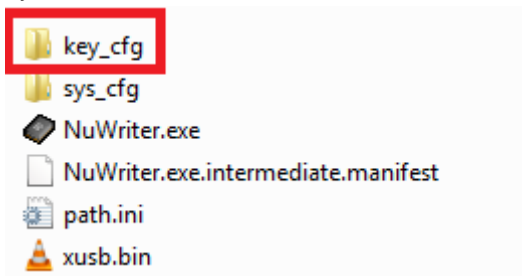 key_cfg
sys_cfg
NuWriter.exe
NuWriter.exe.intermediate.manifest
path.ini
xusb.bin